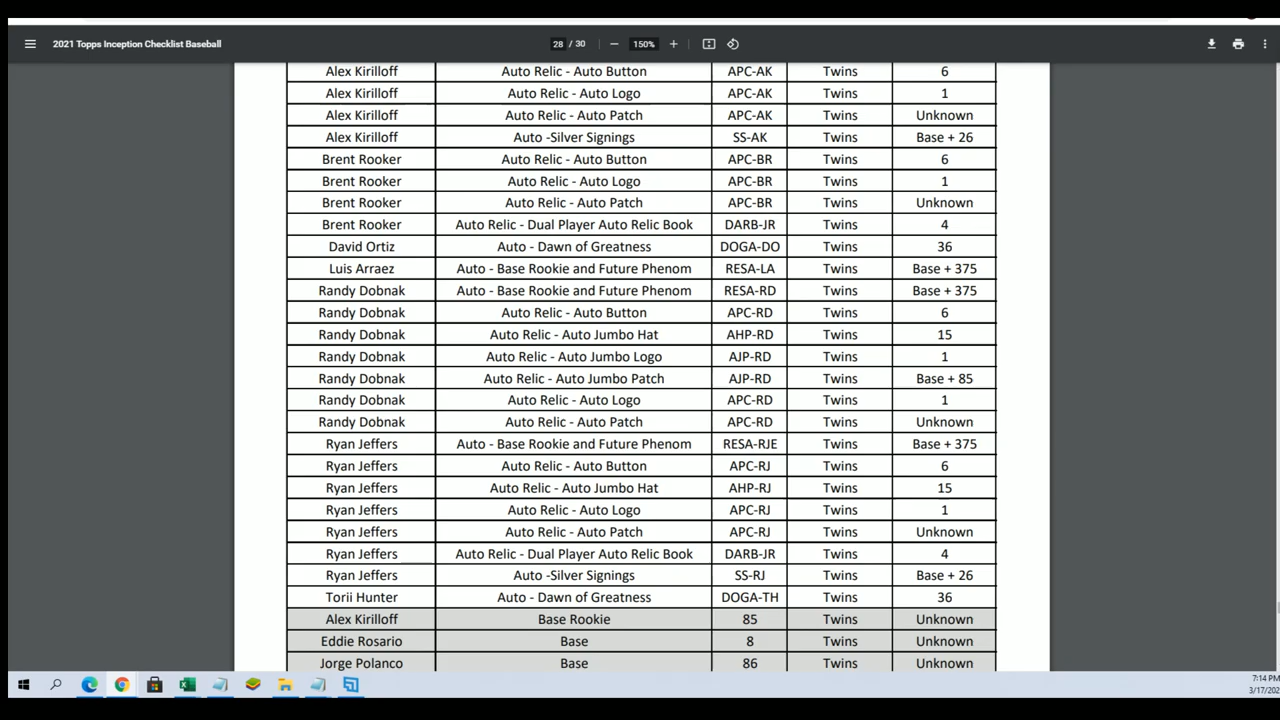 2021 Topps Inception Checklist Baseball 28 / 30 150%
Alex Kirilloff Auto Relic - Auto Button APC-AK Twins 6
Alex Kirilloff Auto Relic - Auto Logo APC-AK Twins 1
Alex Kirilloff Auto Relic - Auto Patch APC-AK Twins Unknown
Alex Kirilloff Auto -Silver Signings SS-AK Twins Base + 26
Brent Rooker Auto Relic - Auto Button APC-BR Twins 6
Brent Rooker Auto Relic - Auto Logo APC-BR Twins 1
Brent Rooker Auto Relic - Auto Patch APC-BR Twins Unknown
Brent Rooker Auto Relic - Dual Player Auto Relic Book DARB-JR Twins 4
David Ortiz Auto - Dawn of Greatness DOGA-DO Twins 36
Luis Arraez Auto - Base Rookie and Future Phenom RESA-LA Twins Base + 375
Randy Dobnak Auto - Base Rookie and Future Phenom RESA-RD Twins Base + 375
Randy Dobnak Auto Relic - Auto Button APC-RD Twins 6
Randy Dobnak Auto Relic - Auto Jumbo Hat AHP-RD Twins 15
Randy Dobnak Auto Relic - Auto Jumbo Logo AJP-RD Twins 1
Randy Dobnak Auto Relic - Auto Jumbo Patch AJP-RD Twins Base + 85
Randy Dobnak Auto Relic - Auto Logo APC-RD Twins 1
Randy Dobnak Auto Relic - Auto Patch APC-RD Twins Unknown
Ryan Jeffers Auto - Base Rookie and Future Phenom RESA-RJE Twins Base + 375
Ryan Jeffers Auto Relic - Auto Button APC-RJ Twins 6
Ryan Jeffers Auto Relic - Auto Jumbo Hat AHP-RJ Twins 15
Ryan Jeffers Auto Relic - Auto Logo APC-RJ Twins 1
Ryan Jeffers Auto Relic - Auto Patch APC-RJ Twins Unknown
Ryan Jeffers Auto Relic - Dual Player Auto Relic Book DARB-JR Twins 4
Ryan Jeffers Auto -Silver Signings SS-RJ Twins Base + 26
Torii Hunter Auto - Dawn of Greatness DOGA-TH Twins 36
Alex Kirilloff Base Rookie 85 Twins Unknown
Eddie Rosario Base 8 Twins Unknown
Jorge Polanco Base 86 Twins Unknown
7:14 PM
3/17/202